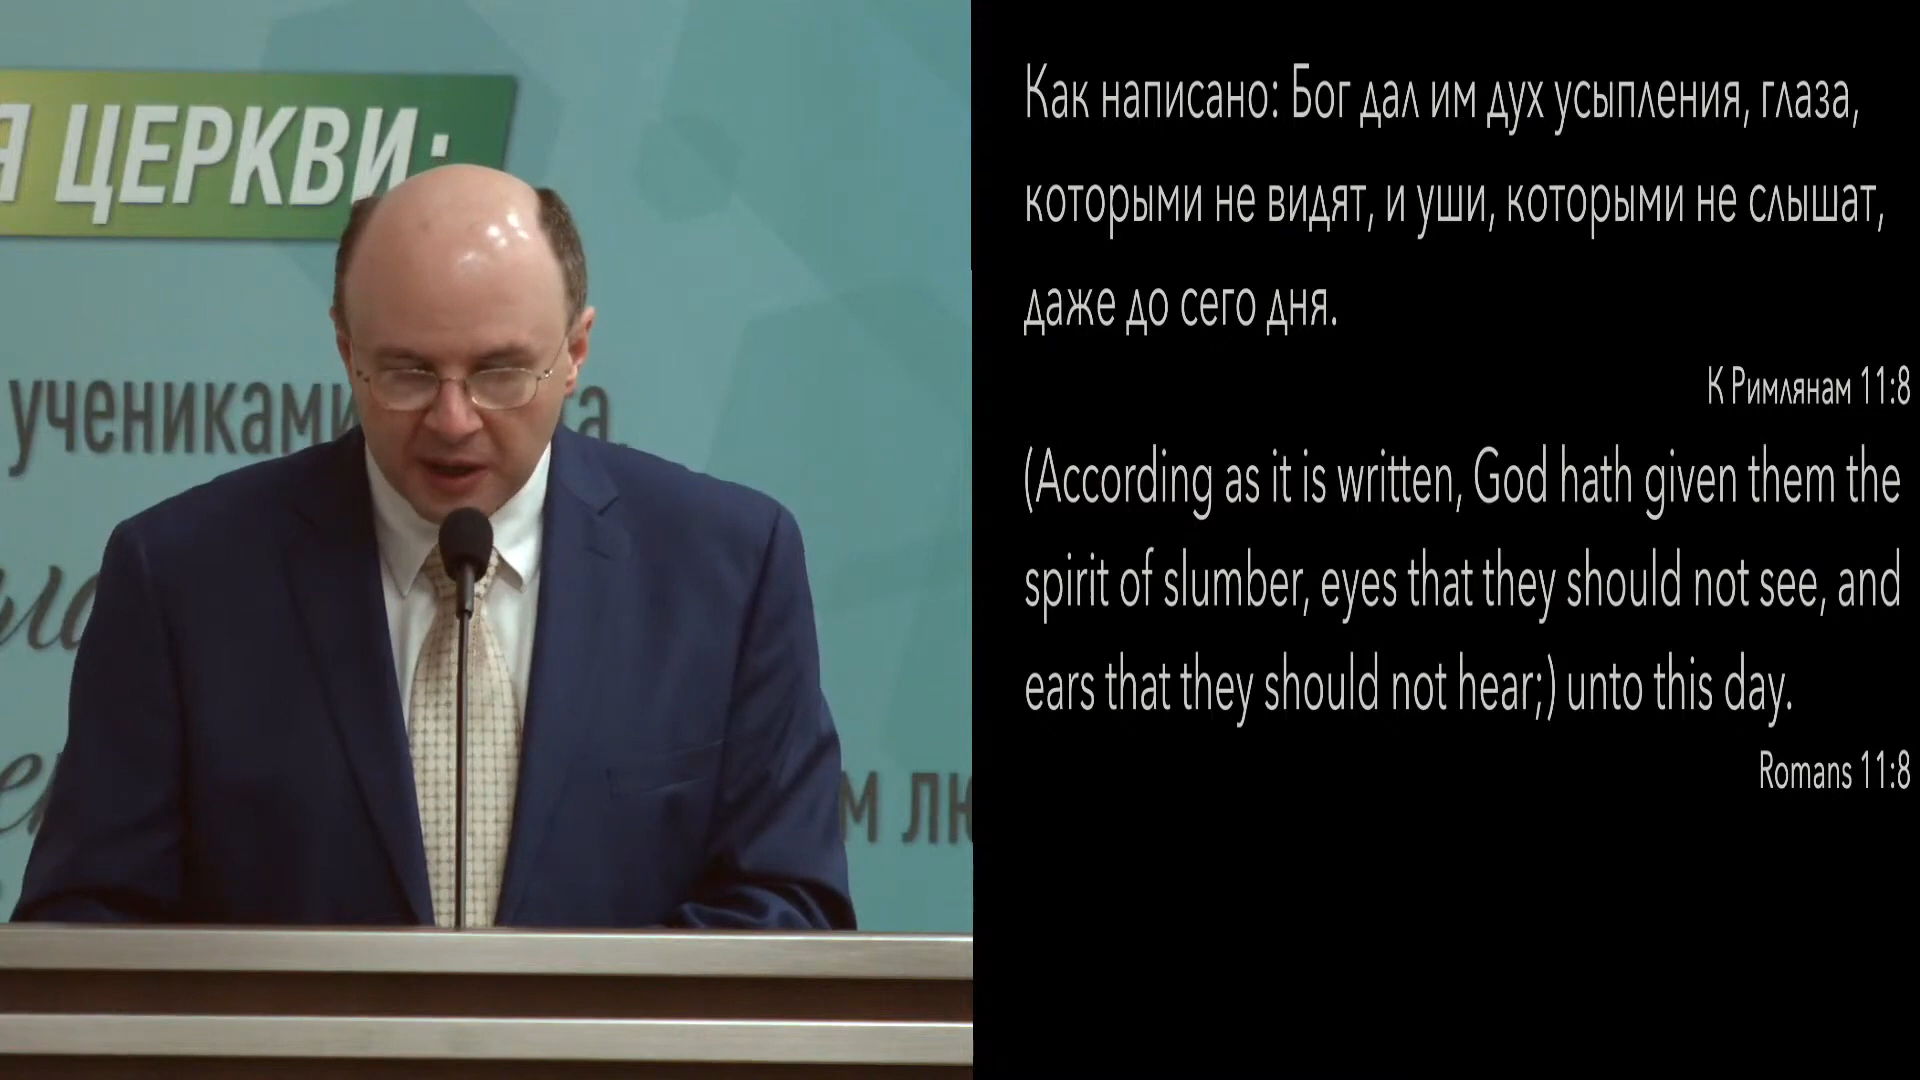 Я ЦЕРКВИ:
учениками
м
Как написано: Бог дал им дух усыпления, глаза,
которыми не видят, и уши, которыми не слышат,
даже до сего дня.
К Римлянам 11:8
(According as it is written, God hath given them the
spirit of slumber, eyes that they should not see, and
ears that they should not hear;) unto this day.
Romans 11:8